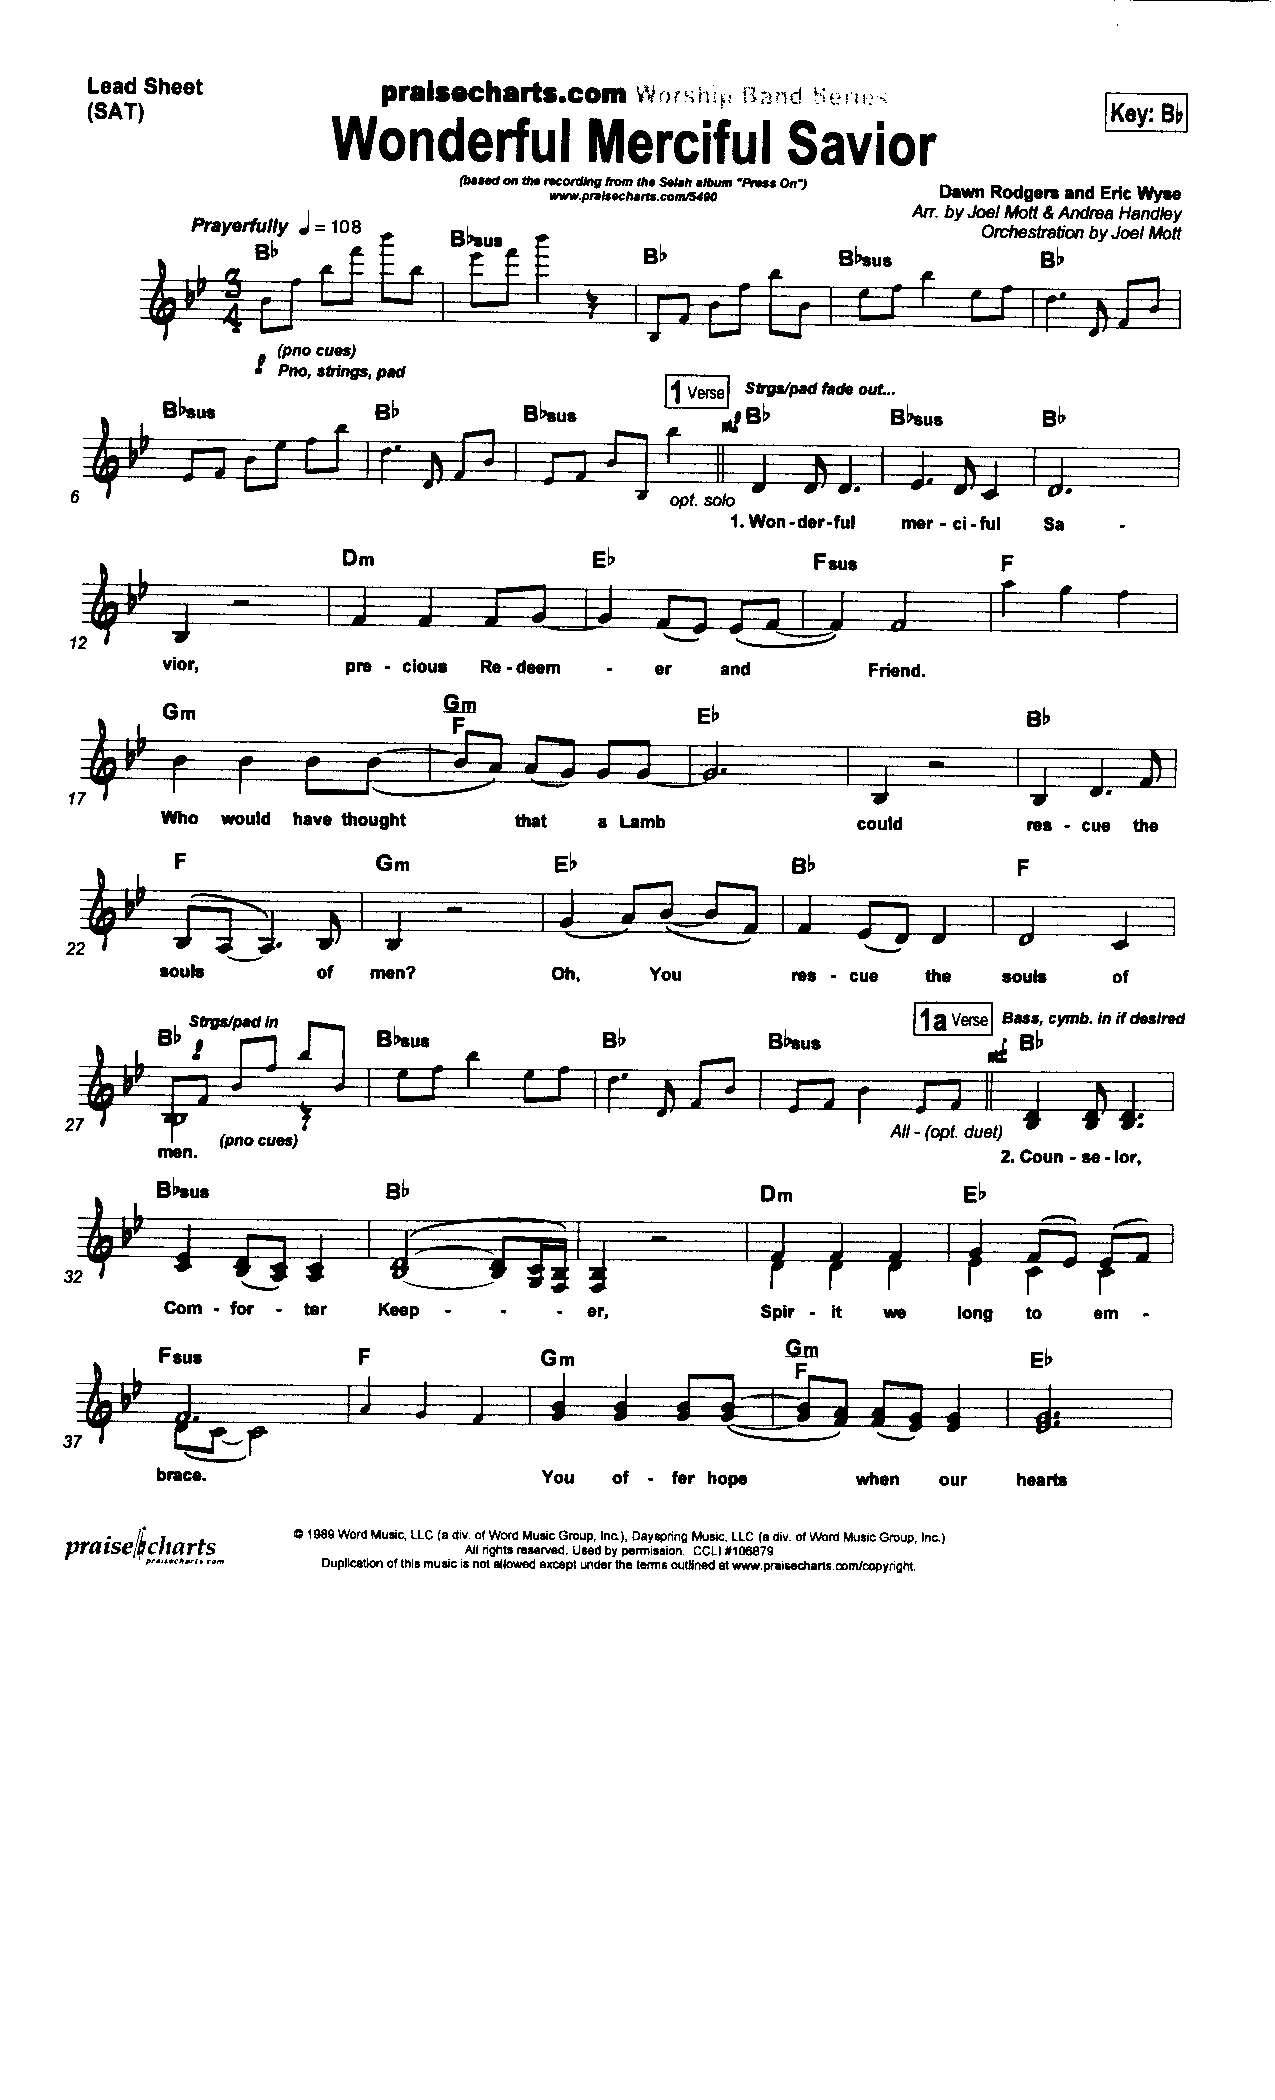 Lead Sheet
(SAT)
praisecharts.com Worship Band Series
Wonderful Merciful Savior
Key: B♭
(based on the recording from the Selah album "Press On")
www.praisecharts.com/5490
Dawn Rodgers and Eric Wyse
Arr. by Joel Mott & Andrea Handley
Orchestration by Joel Mott
Prayerfully ♩= 108
B♭ B♭sus B♭ B♭sus B♭
3
4
(pno cues)
Pno, strings, pad
1 Verse Strgs/pad fade out...
B♭sus B♭ B♭sus mf B♭ B♭sus B♭
6
opt. solo
1. Won-der-ful mer-ci-ful Sa -
Dm E♭ Fsus F
12
vior, pre - cious Re-deem - er and Friend.
Gm Gm/F E♭ B♭
17
Who would have thought that a Lamb could res - cue the
F Gm E♭ B♭ F
22
souls of men? Oh, You res - cue the souls of
1a Verse Bass, cymb. in if desired
Strgs/pad in
B♭ B♭sus B♭ B♭sus mf B♭
27
(pno cues)
All - (opt. duet)
men. 2. Coun - se - lor,
B♭sus B♭ Dm E♭
32
Com - for - ter Keep - - - er, Spir - it we long to em -
Fsus F Gm Gm/F E♭
37
brace. You of - fer hope when our hearts
praisecharts
praisecharts.com
© 1989 Word Music, LLC (a div. of Word Music Group, Inc.), Dayspring Music, LLC (a div. of Word Music Group, Inc.)
All rights reserved. Used by permission. CCLI #106879
Duplication of this music is not allowed except under the terms outlined at www.praisecharts.com/copyright.